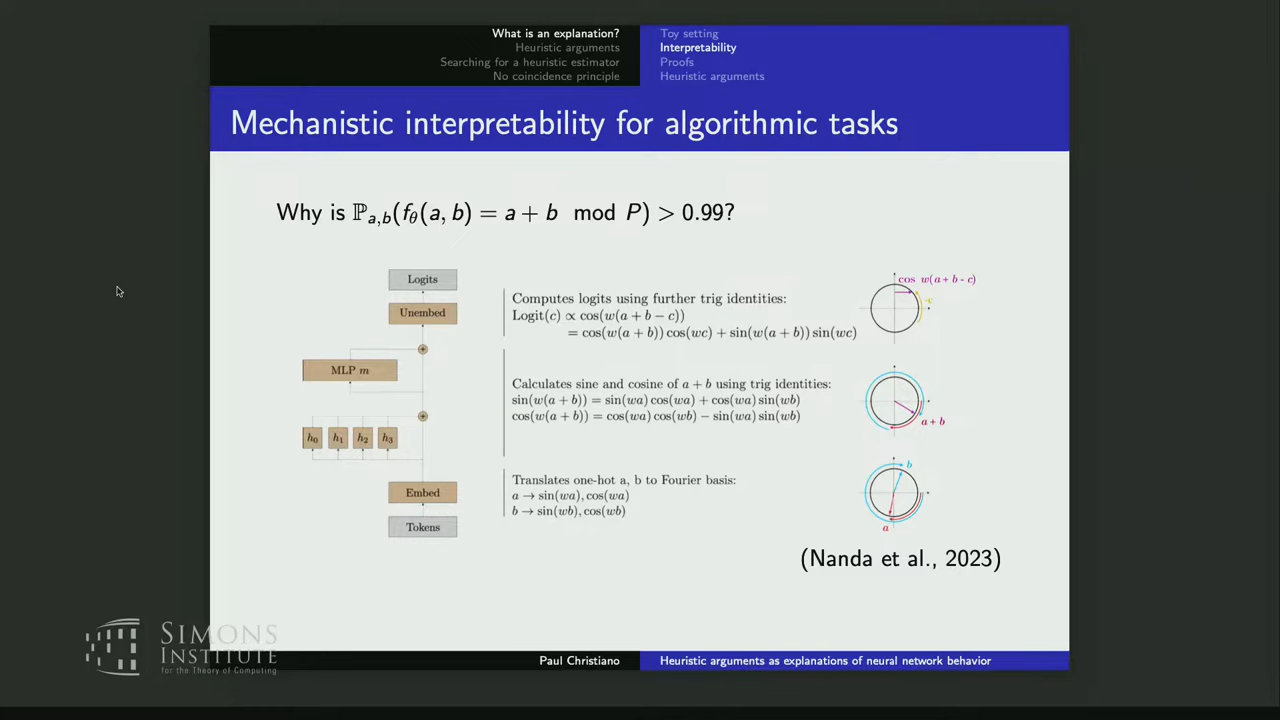 What is an explanation?
Heuristic arguments
Searching for a heuristic estimator
No coincidence principle
Toy setting
Interpretability
Proofs
Heuristic arguments
Mechanistic interpretability for algorithmic tasks
Why is ℙ_{a,b}(f_θ(a, b) = a + b mod P) > 0.99?
Logits
Unembed
MLP m
h₀ h₁ h₂ h₃
Embed
Tokens
Computes logits using further trig identities:
Logit(c) ∝ cos(w(a + b − c))
= cos(w(a + b)) cos(wc) + sin(w(a + b)) sin(wc)
Calculates sine and cosine of a + b using trig identities:
sin(w(a + b)) = sin(wa) cos(wb) + cos(wa) sin(wb)
cos(w(a + b)) = cos(wa) cos(wb) − sin(wa) sin(wb)
Translates one-hot a, b to Fourier basis:
a → sin(wa), cos(wa)
b → sin(wb), cos(wb)
cos w(a + b - c)
-c
a + b
b
a
(Nanda et al., 2023)
SIMONS
INSTITUTE
for the Theory of Computing
Paul Christiano
Heuristic arguments as explanations of neural network behavior